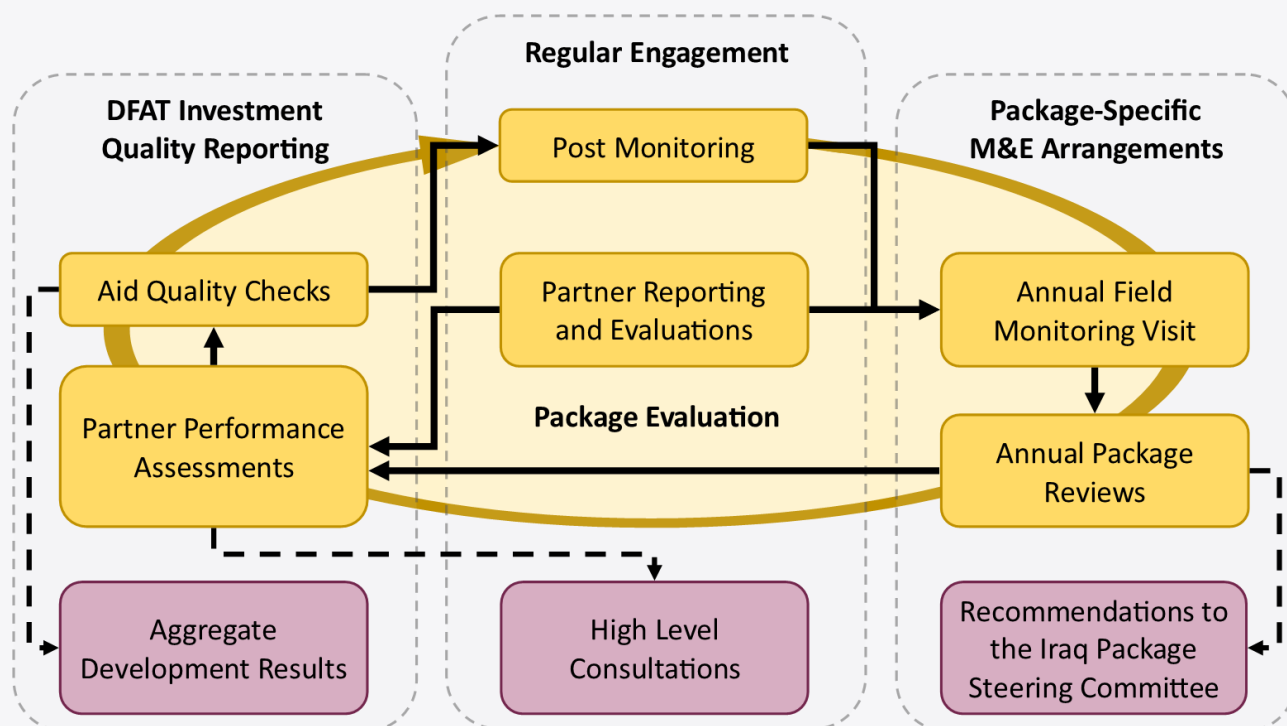 Regular Engagement
DFAT Investment
Quality Reporting
Package-Specific
M&E Arrangements
Post Monitoring
Aid Quality Checks
Partner Reporting
and Evaluations
Annual Field
Monitoring Visit
Partner Performance
Assessments
Package Evaluation
Annual Package
Reviews
Aggregate
Development Results
High Level
Consultations
Recommendations to
the Iraq Package
Steering Committee